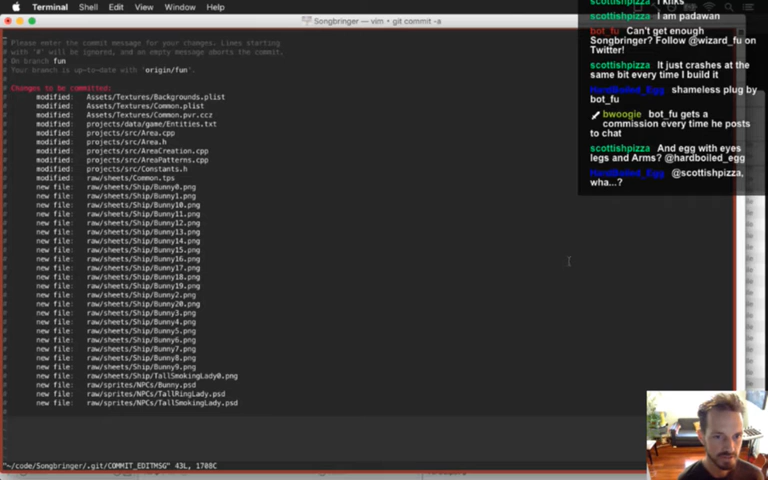 Terminal Shell Edit View Window Help
Songbringer — vim • git commit -a
# Please enter the commit message for your changes. Lines starting
# with '#' will be ignored, and an empty message aborts the commit.
# On branch fun
# Your branch is up-to-date with 'origin/fun'.
#
# Changes to be committed:
# modified: Assets/Textures/Backgrounds.plist
# modified: Assets/Textures/Common.plist
# modified: Assets/Textures/Common.pvr.ccz
# modified: projects/data/game/Entities.txt
# modified: projects/src/Area.cpp
# modified: projects/src/Area.h
# modified: projects/src/AreaCreation.cpp
# modified: projects/src/AreaPatterns.cpp
# modified: projects/src/Constants.h
# modified: raw/sheets/Common.tps
# new file: raw/sheets/Ship/Bunny0.png
# new file: raw/sheets/Ship/Bunny1.png
# new file: raw/sheets/Ship/Bunny10.png
# new file: raw/sheets/Ship/Bunny11.png
# new file: raw/sheets/Ship/Bunny12.png
# new file: raw/sheets/Ship/Bunny13.png
# new file: raw/sheets/Ship/Bunny14.png
# new file: raw/sheets/Ship/Bunny15.png
# new file: raw/sheets/Ship/Bunny16.png
# new file: raw/sheets/Ship/Bunny17.png
# new file: raw/sheets/Ship/Bunny18.png
# new file: raw/sheets/Ship/Bunny19.png
# new file: raw/sheets/Ship/Bunny2.png
# new file: raw/sheets/Ship/Bunny20.png
# new file: raw/sheets/Ship/Bunny3.png
# new file: raw/sheets/Ship/Bunny4.png
# new file: raw/sheets/Ship/Bunny5.png
# new file: raw/sheets/Ship/Bunny6.png
# new file: raw/sheets/Ship/Bunny7.png
# new file: raw/sheets/Ship/Bunny8.png
# new file: raw/sheets/Ship/Bunny9.png
# new file: raw/sheets/Ship/TallSmokingLady0.png
# new file: raw/sprites/NPCs/Bunny.psd
# new file: raw/sprites/NPCs/TallRingLady.psd
# new file: raw/sprites/NPCs/TallSmokingLady.psd
#
"~/code/Songbringer/.git/COMMIT_EDITMSG" 43L, 1708C
scottishpizza I kliks
scottishpizza I am padawan
bot_fu Can't get enough
Songbringer? Follow @wizard_fu on
Twitter!
scottishpizza It just crashes at the
same bit every time I build it
HardBoiled_Egg shameless plug by
bot_fu
bwoogie bot_fu gets a
commission every time he posts
to chat
scottishpizza And egg with eyes
legs and Arms? @hardboiled_egg
HardBoiled_Egg @scottishpizza,
wha...?